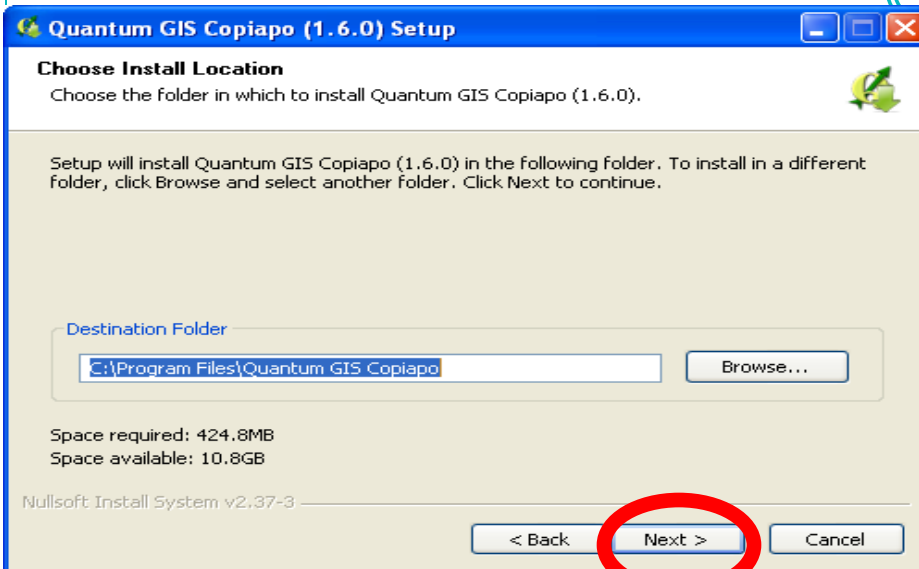 Quantum GIS Copiapo (1.6.0) Setup
Choose Install Location
Choose the folder in which to install Quantum GIS Copiapo (1.6.0).
Setup will install Quantum GIS Copiapo (1.6.0) in the following folder. To install in a different
folder, click Browse and select another folder. Click Next to continue.
Destination Folder
C:\Program Files\Quantum GIS Copiapo
Browse...
Space required: 424.8MB
Space available: 10.8GB
Nullsoft Install System v2.37-3
< Back Next > Cancel